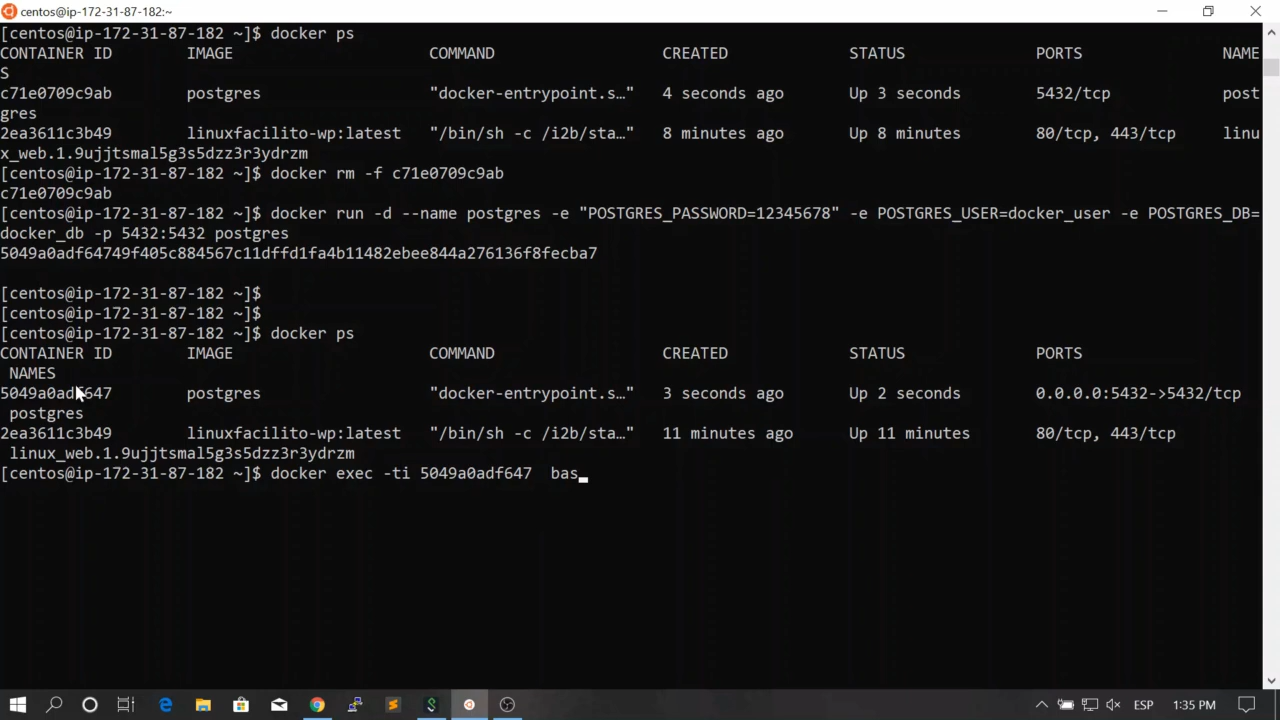 centos@ip-172-31-87-182:~
[centos@ip-172-31-87-182 ~]$ docker ps
CONTAINER ID        IMAGE                     COMMAND                  CREATED             STATUS              PORTS               NAME
S
c71e0709c9ab        postgres                  "docker-entrypoint.s…"   4 seconds ago       Up 3 seconds        5432/tcp            post
gres
2ea3611c3b49        linuxfacilito-wp:latest   "/bin/sh -c /i2b/sta…"   8 minutes ago       Up 8 minutes        80/tcp, 443/tcp     linu
x_web.1.9ujjtsmal5g3s5dzz3r3ydrzm
[centos@ip-172-31-87-182 ~]$ docker rm -f c71e0709c9ab
c71e0709c9ab
[centos@ip-172-31-87-182 ~]$ docker run -d --name postgres -e "POSTGRES_PASSWORD=12345678" -e POSTGRES_USER=docker_user -e POSTGRES_DB=
docker_db -p 5432:5432 postgres
5049a0adf64749f405c884567c11dffd1fa4b11482ebee844a276136f8fecba7
[centos@ip-172-31-87-182 ~]$
[centos@ip-172-31-87-182 ~]$
[centos@ip-172-31-87-182 ~]$ docker ps
CONTAINER ID        IMAGE                     COMMAND                  CREATED             STATUS              PORTS
NAMES
5049a0adf647        postgres                  "docker-entrypoint.s…"   3 seconds ago       Up 2 seconds        0.0.0.0:5432->5432/tcp
postgres
2ea3611c3b49        linuxfacilito-wp:latest   "/bin/sh -c /i2b/sta…"   11 minutes ago      Up 11 minutes       80/tcp, 443/tcp
linux_web.1.9ujjtsmal5g3s5dzz3r3ydrzm
[centos@ip-172-31-87-182 ~]$ docker exec -ti 5049a0adf647  bas
ESP 1:35 PM